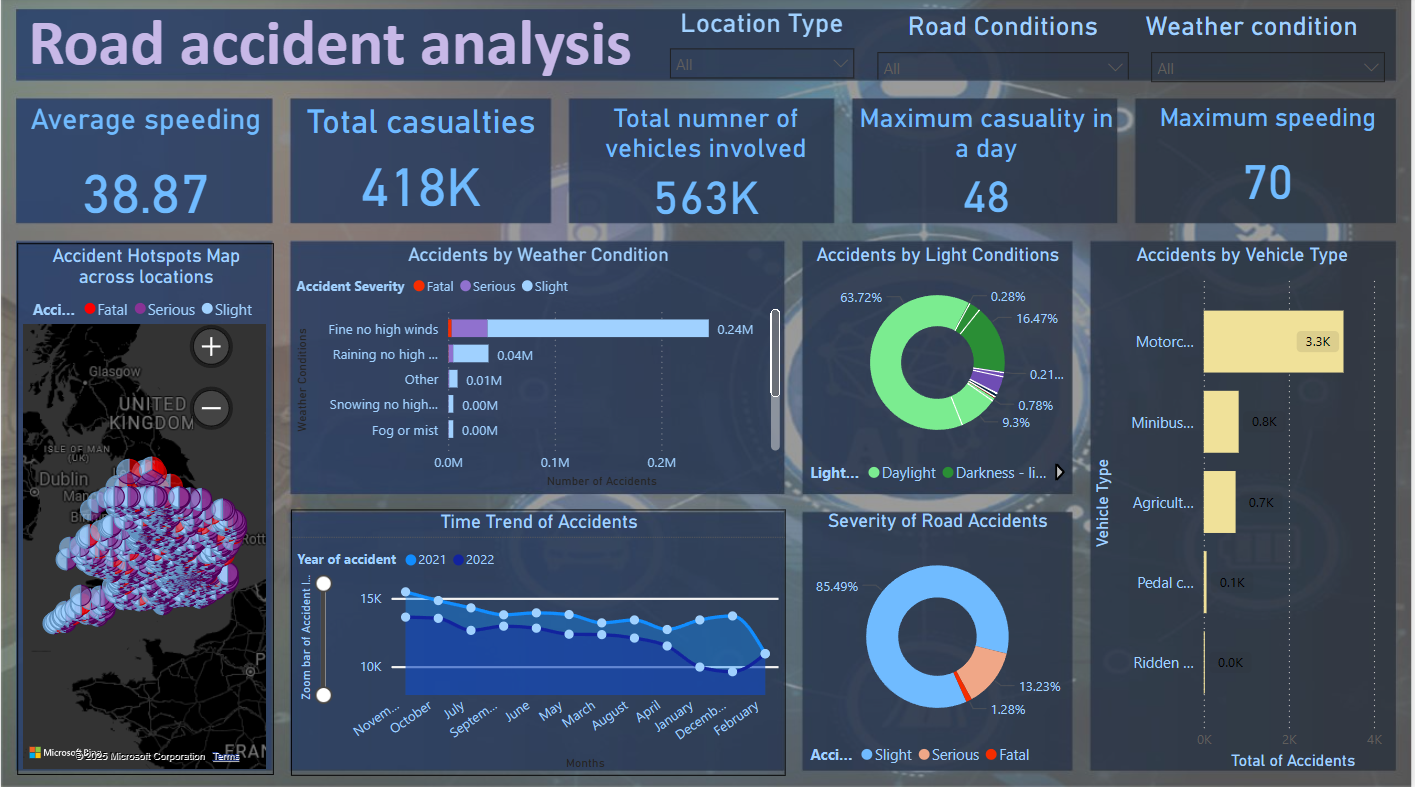 Road accident analysis
Location Type
All
Road Conditions
All
Weather condition
All
Average speeding
38.87
Total casualties
418K
Total numner of
vehicles involved
563K
Maximum casuality in
a day
48
Maximum speeding
70
Accident Hotspots Map
across locations
Acci... Fatal Serious Slight
Glasgow
UNITED
KINGDOM
ISLE OF MAN
(UK)
Dublin
Manc
Bir
Rott
P
FRAN
Microsoft Bing
© 2025 Microsoft Corporation Terms
Accidents by Weather Condition
Accident Severity Fatal Serious Slight
Weather Conditions
Fine no high winds 0.24M
Raining no high ... 0.04M
Other 0.01M
Snowing no high... 0.00M
Fog or mist 0.00M
0.0M 0.1M 0.2M
Number of Accidents
Accidents by Light Conditions
63.72%
0.28%
16.47%
0.21...
0.78%
9.3%
Light... Daylight Darkness - li...
Accidents by Vehicle Type
Vehicle Type
Motorc... 3.3K
Minibus... 0.8K
Agricult... 0.7K
Pedal c... 0.1K
Ridden ... 0.0K
0K 2K 4K
Total of Accidents
Time Trend of Accidents
Year of accident 2021 2022
Zoom bar of Accident I...
15K
10K
Novem... October July Septem... June May March August April January Decemb... February
Months
Severity of Road Accidents
85.49%
13.23%
1.28%
Acci... Slight Serious Fatal